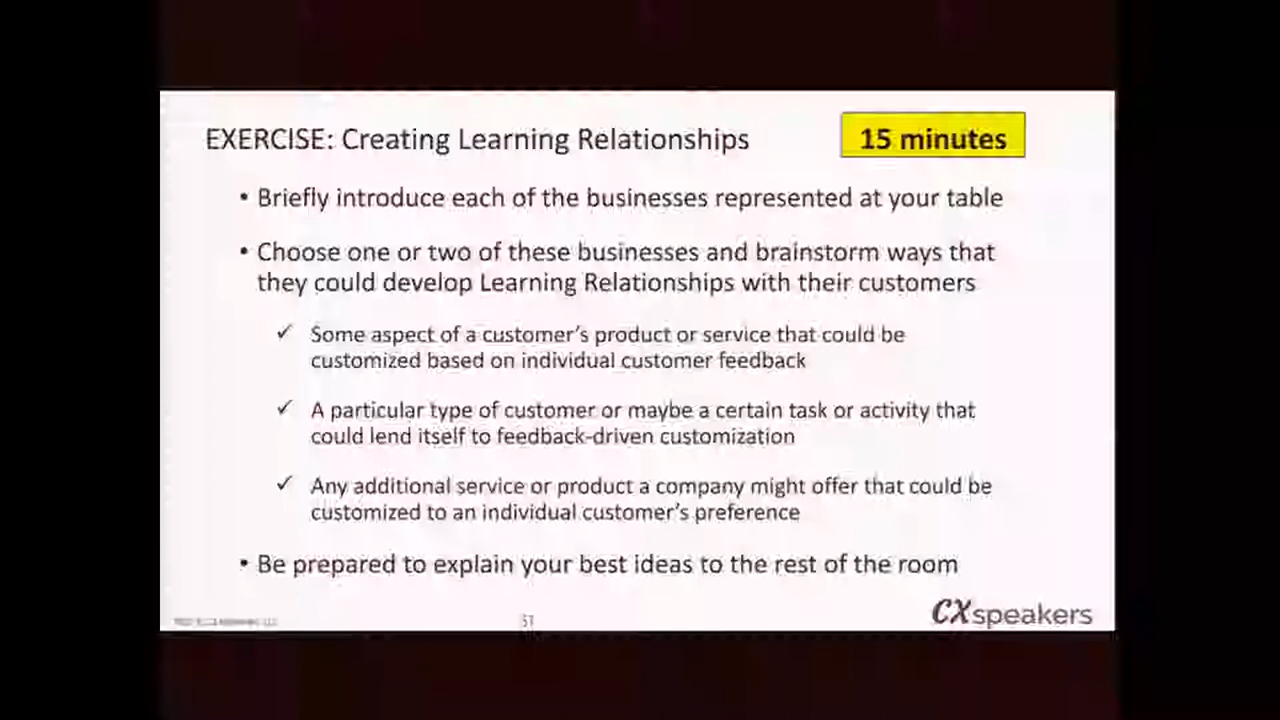 EXERCISE: Creating Learning Relationships
15 minutes
• Briefly introduce each of the businesses represented at your table
• Choose one or two of these businesses and brainstorm ways that
they could develop Learning Relationships with their customers
✓ Some aspect of a customer's product or service that could be
customized based on individual customer feedback
✓ A particular type of customer or maybe a certain task or activity that
could lend itself to feedback-driven customization
✓ Any additional service or product a company might offer that could be
customized to an individual customer's preference
• Be prepared to explain your best ideas to the rest of the room
CXspeakers